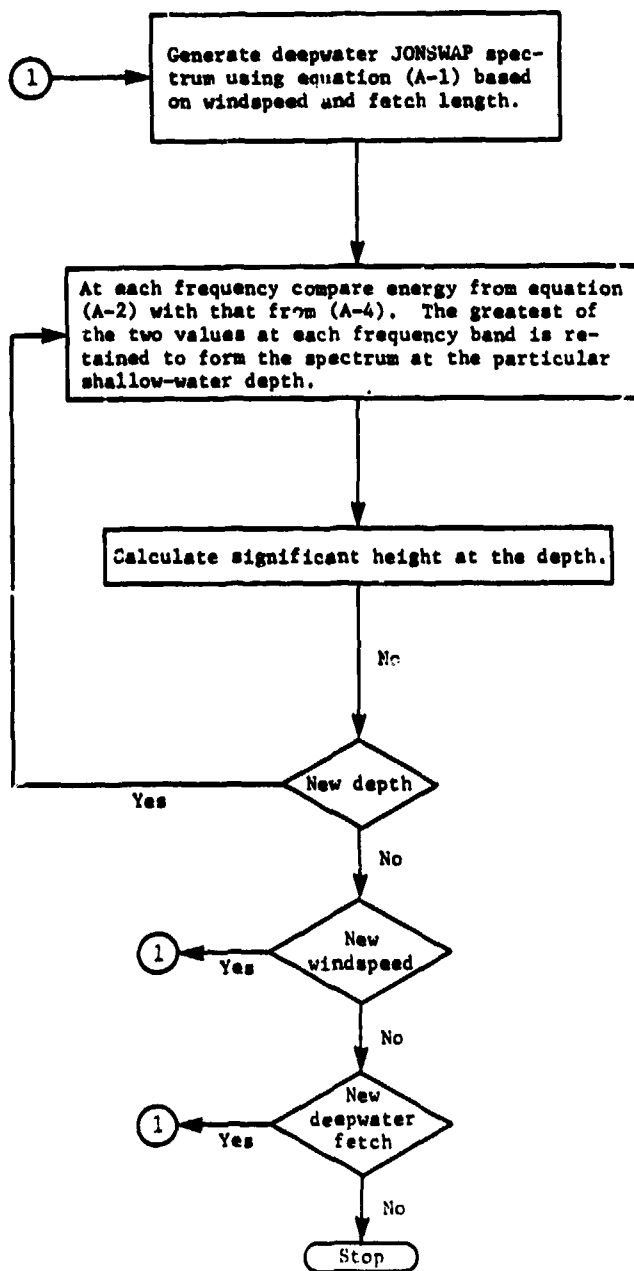 1
Generate deepwater JONSWAP spec-
trum using equation (A-1) based
on windspeed and fetch length.
At each frequency compare energy from equation
(A-2) with that from (A-4). The greatest of
the two values at each frequency band is re-
tained to form the spectrum at the particular
shallow-water depth.
Calculate significant height at the depth.
No
New depth
Yes
No
New
windspeed
1
Yes
No
New
deepwater
fetch
1
Yes
No
Stop